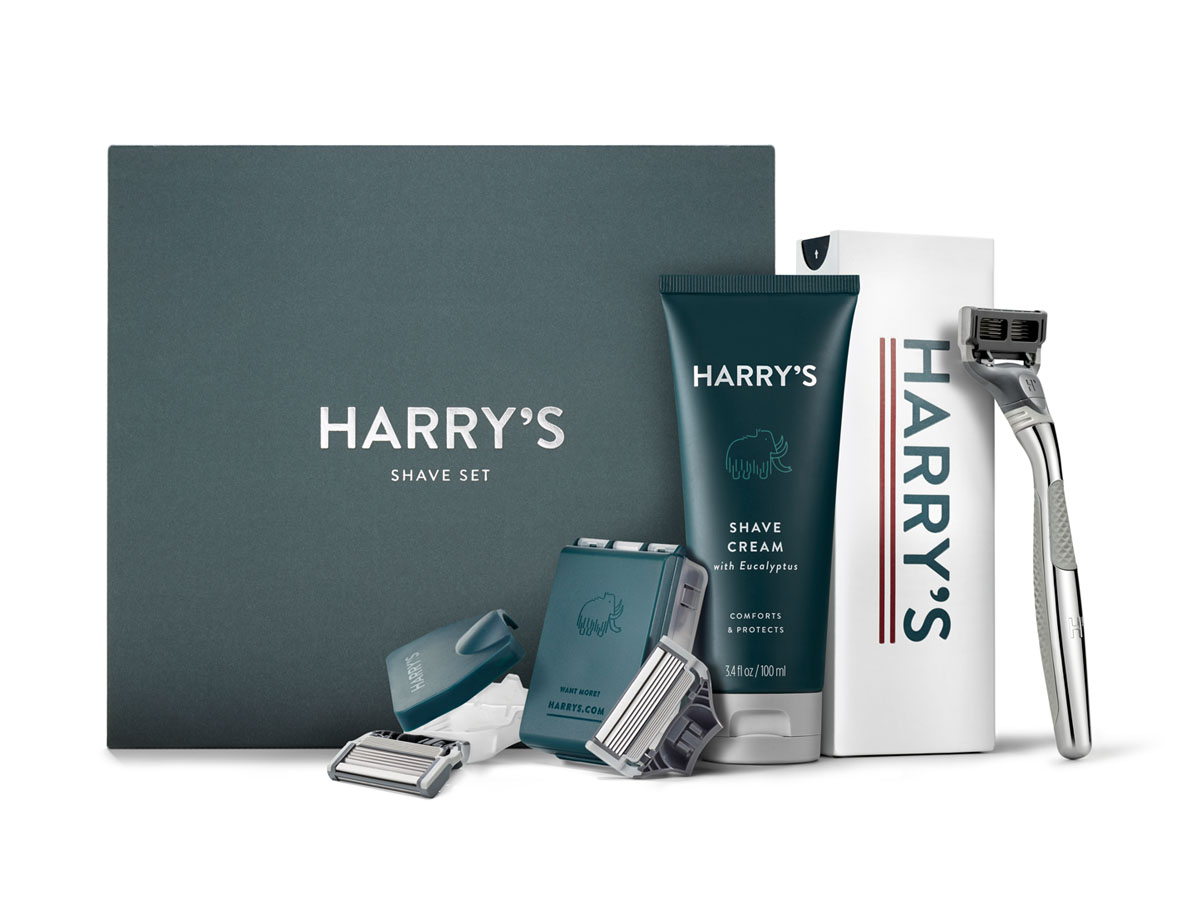 HARRY'S
SHAVE SET
HARRY'S
SHAVE
CREAM
with Eucalyptus
COMFORTS
& PROTECTS
3.4 fl oz / 100 ml
HARRY'S
HARRY'S
WANT MORE?
HARRYS.COM
H'
H'